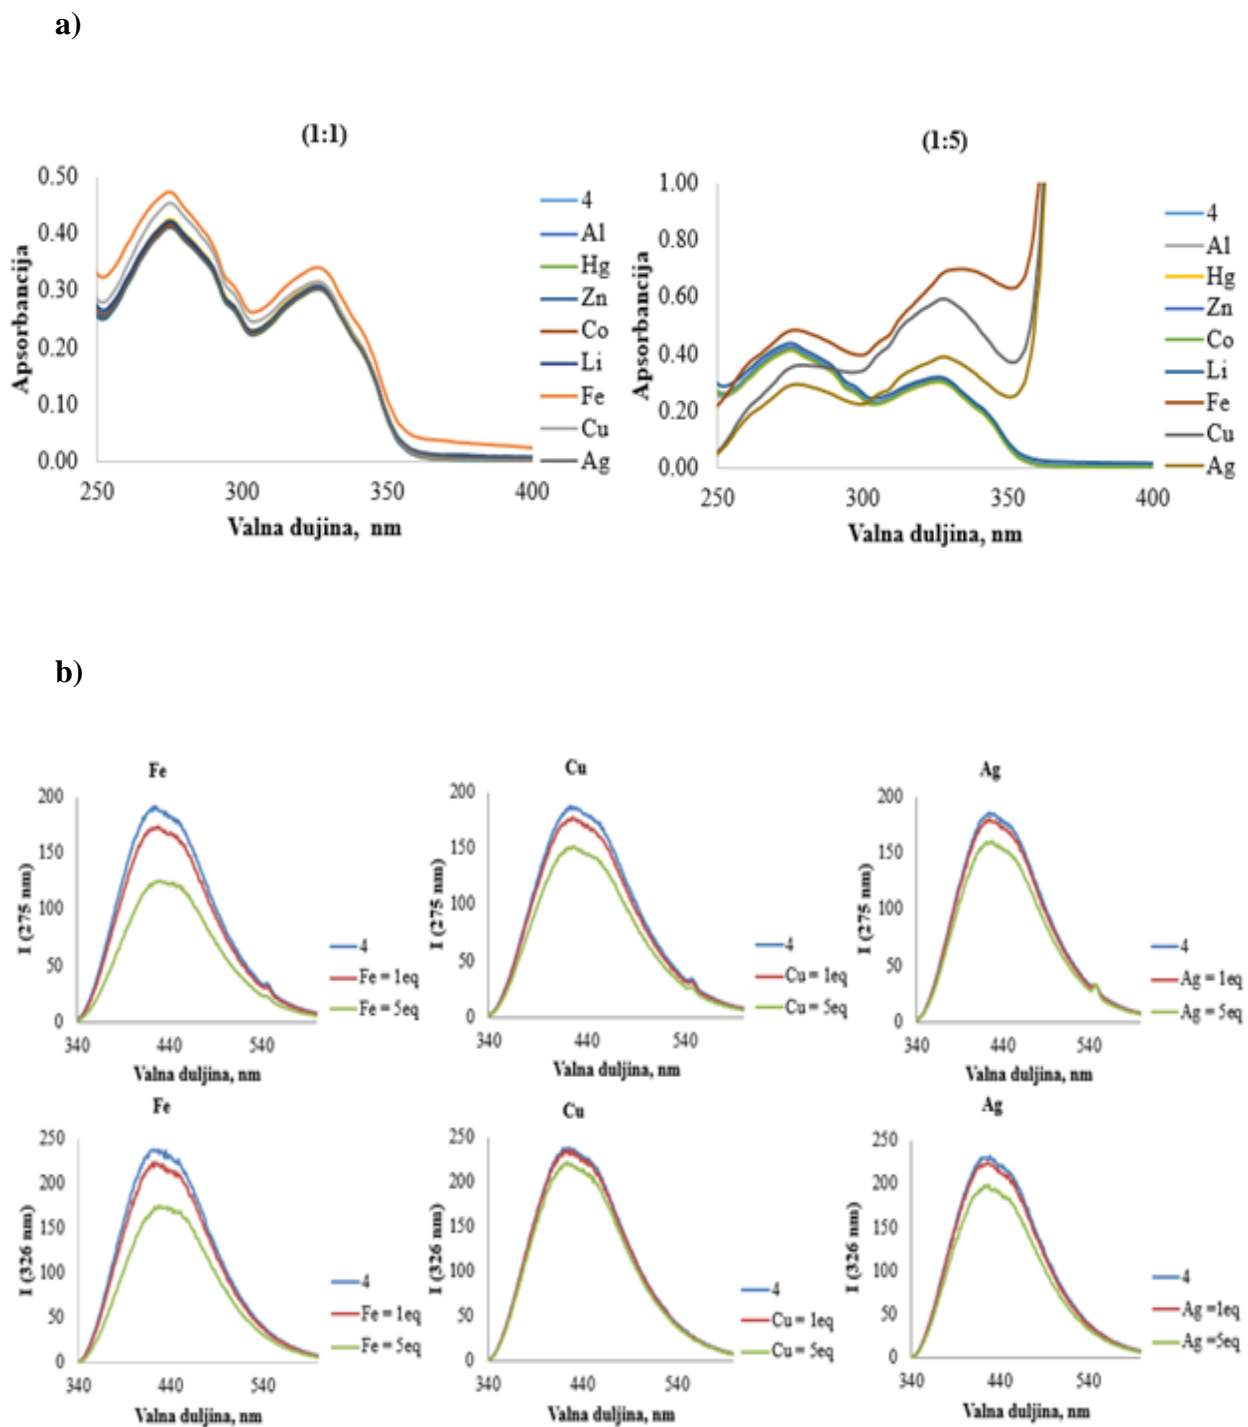 a)
(1:1)
0.50
0.40
0.30
0.20
0.10
0.00
Apsorbancija
250
300
350
400
Valna dujina, nm
4
Al
Hg
Zn
Co
Li
Fe
Cu
Ag
(1:5)
1.00
0.80
0.60
0.40
0.20
0.00
Apsorbancija
250
300
350
400
Valna duljina, nm
4
Al
Hg
Zn
Co
Li
Fe
Cu
Ag
b)
Fe
200
150
100
50
0
I (275 nm)
340
440
540
Valna duljina, nm
4
Fe = 1eq
Fe = 5eq
Cu
200
150
100
50
0
I (275 nm)
340
440
540
Valna duljina, nm
4
Cu = 1eq
Cu = 5eq
Ag
200
150
100
50
0
I (275 nm)
340
440
540
Valna duljina, nm
4
Ag = 1eq
Ag = 5eq
Fe
250
200
150
100
50
0
I (326 nm)
340
440
540
Valna duljina, nm
4
Fe = 1eq
Fe = 5eq
Cu
250
200
150
100
50
0
I (326 nm)
340
440
540
Valna duljina, nm
4
Cu = 1eq
Cu = 5eq
Ag
250
200
150
100
50
0
I (326 nm)
340
440
540
Valna duljina, nm
4
Ag =1eq
Ag =5eq